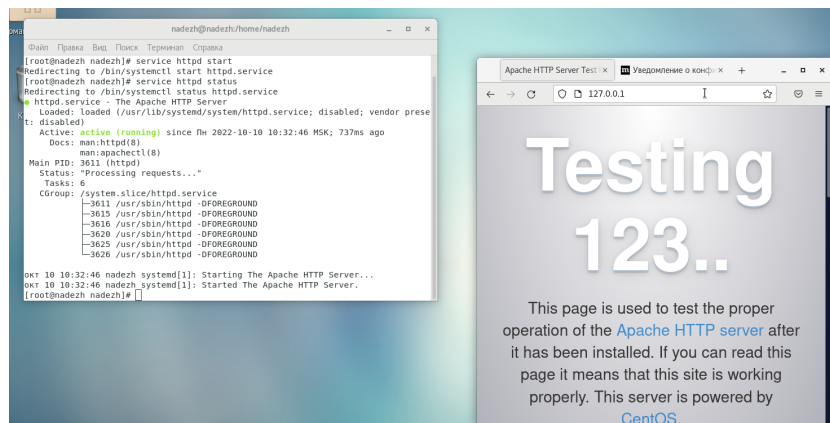 ома
К
nadezh@nadezh:/home/nadezh
Файл Правка Вид Поиск Терминал Справка
[root@nadezh nadezh]# service httpd start
Redirecting to /bin/systemctl start httpd.service
[root@nadezh nadezh]# service httpd status
Redirecting to /bin/systemctl status httpd.service
● httpd.service - The Apache HTTP Server
Loaded: loaded (/usr/lib/systemd/system/httpd.service; disabled; vendor prese
t: disabled)
Active: active (running) since Пн 2022-10-10 10:32:46 MSK; 737ms ago
Docs: man:httpd(8)
man:apachectl(8)
Main PID: 3611 (httpd)
Status: "Processing requests..."
Tasks: 6
CGroup: /system.slice/httpd.service
├─3611 /usr/sbin/httpd -DFOREGROUND
├─3615 /usr/sbin/httpd -DFOREGROUND
├─3616 /usr/sbin/httpd -DFOREGROUND
├─3620 /usr/sbin/httpd -DFOREGROUND
├─3625 /usr/sbin/httpd -DFOREGROUND
└─3626 /usr/sbin/httpd -DFOREGROUND
окт 10 10:32:46 nadezh systemd[1]: Starting The Apache HTTP Server...
окт 10 10:32:46 nadezh systemd[1]: Started The Apache HTTP Server.
[root@nadezh nadezh]#
Apache HTTP Server Test
m Уведомление о конфи
127.0.0.1
Testing
123..
This page is used to test the proper
operation of the Apache HTTP server after
it has been installed. If you can read this
page it means that this site is working
properly. This server is powered by
CentOS.